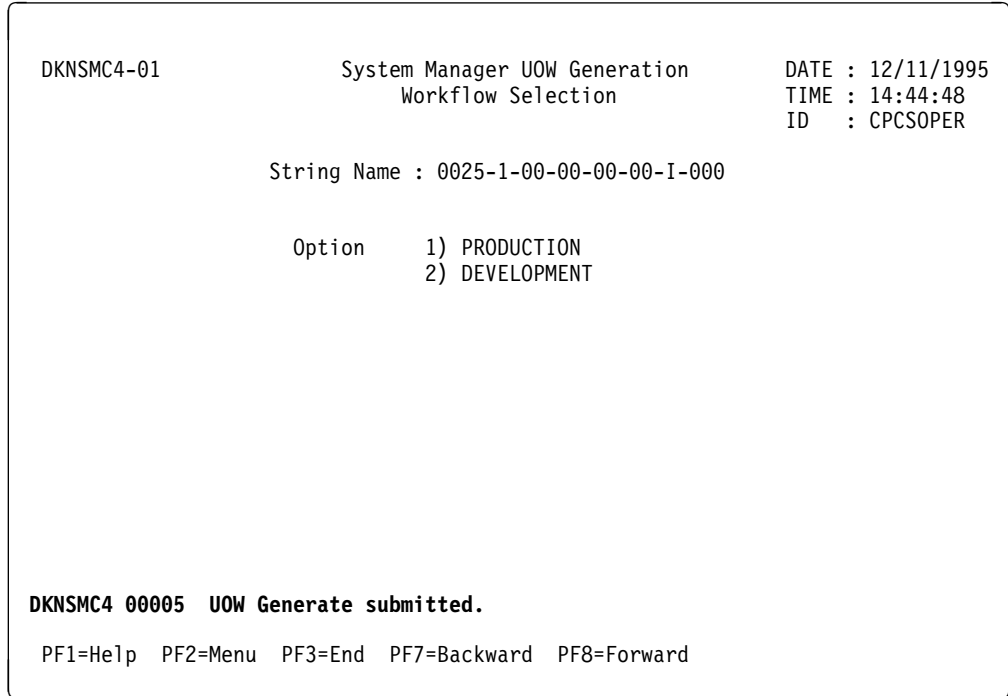 DKNSMC4-01 System Manager UOW Generation DATE : 12/11/1995
Workflow Selection TIME : 14:44:48
ID : CPCSOPER
String Name : 0025-1-00-00-00-00-I-000
Option 1) PRODUCTION
2) DEVELOPMENT
DKNSMC4 00005 UOW Generate submitted.
PF1=Help PF2=Menu PF3=End PF7=Backward PF8=Forward